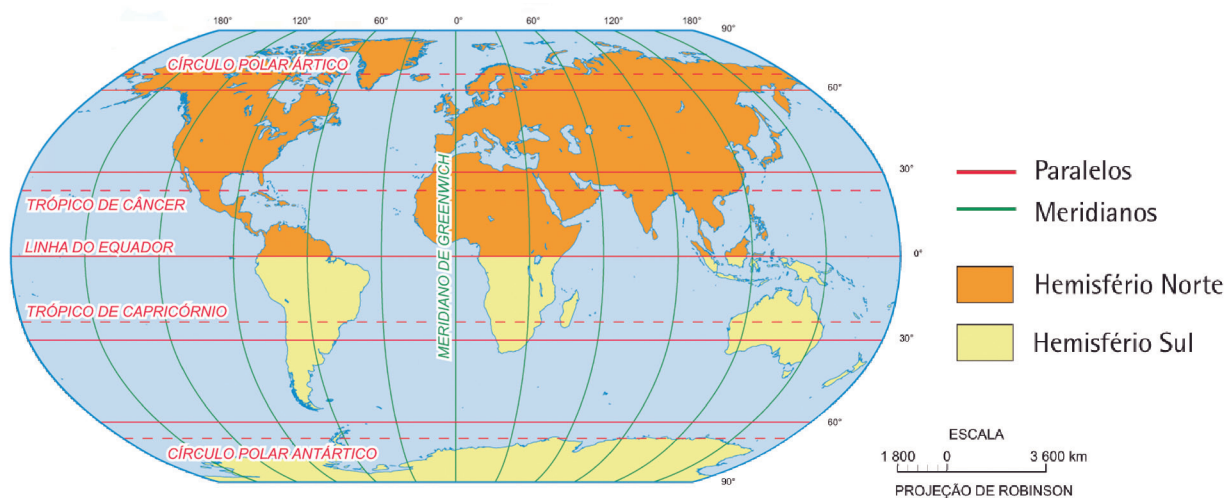 180° 120° 60° 0° 60° 120° 180°
90° 90°
CÍRCULO POLAR ÁRTICO
60°
30°
TRÓPICO DE CÂNCER
LINHA DO EQUADOR
0°
TRÓPICO DE CAPRICÓRNIO
30°
MERIDIANO DE GREENWICH
60°
CÍRCULO POLAR ANTÁRTICO
90°
Paralelos
Meridianos
Hemisfério Norte
Hemisfério Sul
ESCALA
1 800 0 3 600 km
PROJEÇÃO DE ROBINSON